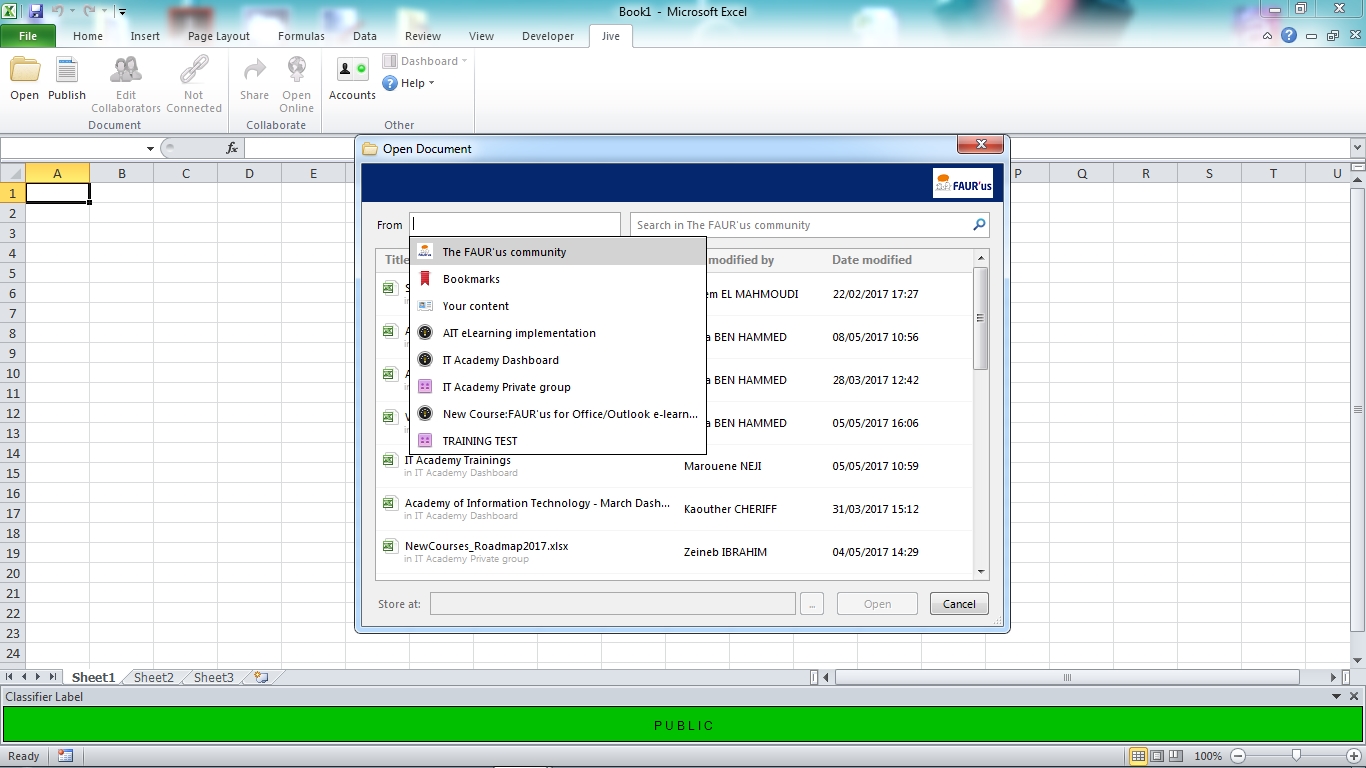 Book1 - Microsoft Excel
File Home Insert Page Layout Formulas Data Review View Developer Jive
Open Publish Edit Collaborators Not Connected Share Open Online Accounts Dashboard
Help
Document Collaborate Other
fx
Open Document
FAUR'us
A B C D E P Q R S T U
From Search in The FAUR'us community
The FAUR'us community
Bookmarks
Your content
AIT eLearning implementation
IT Academy Dashboard
IT Academy Private group
New Course:FAUR'us for Office/Outlook e-learn...
TRAINING TEST
Title modified by Date modified
EL MAHMOUDI 22/02/2017 17:27
BEN HAMMED 08/05/2017 10:56
BEN HAMMED 28/03/2017 12:42
BEN HAMMED 05/05/2017 16:06
IT Academy Trainings Marouene NEJI 05/05/2017 10:59
in IT Academy Dashboard
Academy of Information Technology - March Dash... Kaouther CHERIFF 31/03/2017 15:12
in IT Academy Dashboard
NewCourses_Roadmap2017.xlsx Zeineb IBRAHIM 04/05/2017 14:29
in IT Academy Private group
Store at: ... Open Cancel
1
2
3
4
5
6
7
8
9
10
11
12
13
14
15
16
17
18
19
20
21
22
23
24
Sheet1 Sheet2 Sheet3
Classifier Label
PUBLIC
Ready 100%